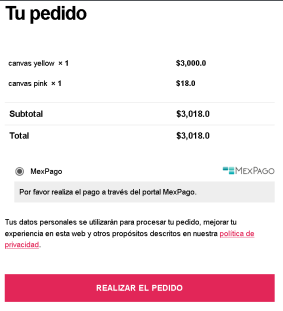 Tu pedido
canvas yellow × 1 $3,000.0
canvas pink × 1 $18.0
Subtotal $3,018.0
Total $3,018.0
MexPago MEXPAGO
Por favor realiza el pago a través del portal MexPago.
Tus datos personales se utilizarán para procesar tu pedido, mejorar tu
experiencia en esta web y otros propósitos descritos en nuestra política de
privacidad.
REALIZAR EL PEDIDO